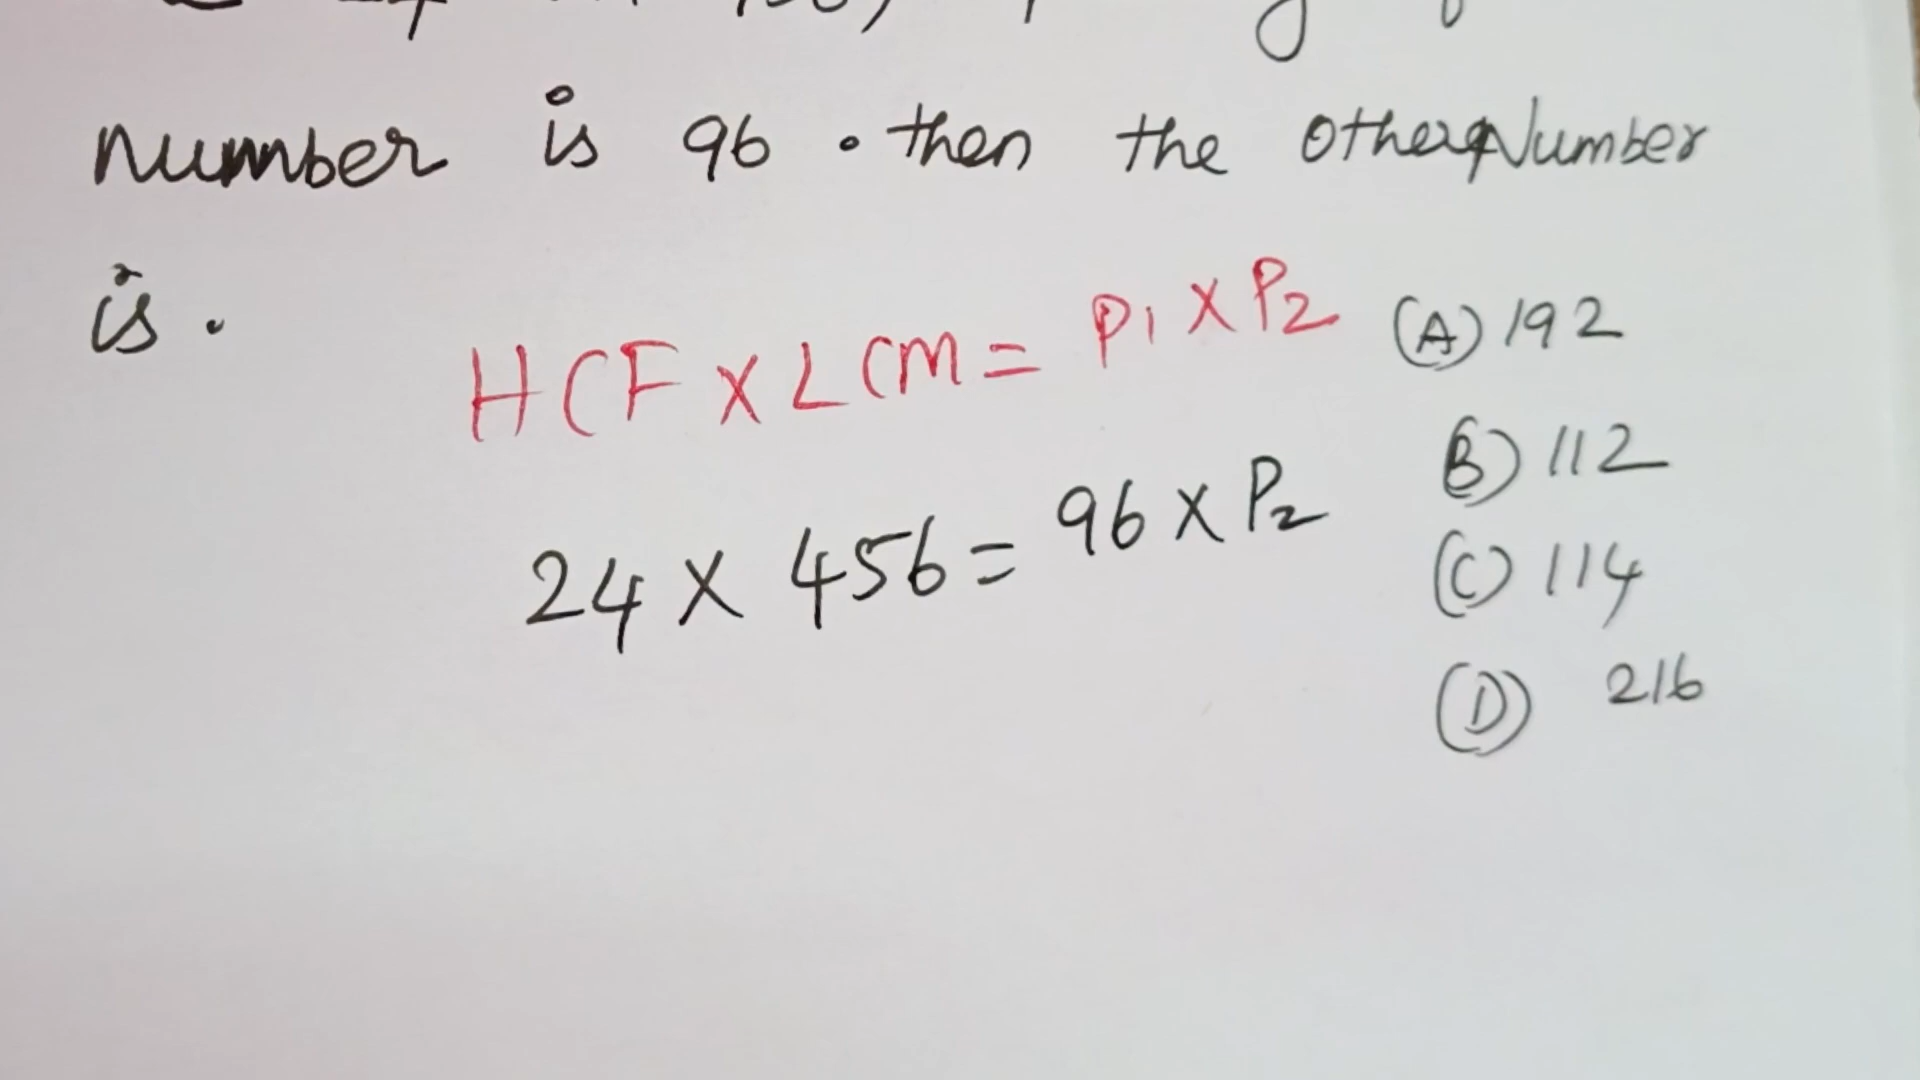 number is 96 . then the other Number
is .
HCF X LCM = P1 X P2
(A) 192
24 X 456 = 96 X P2
(B) 112
(C) 114
(D) 216